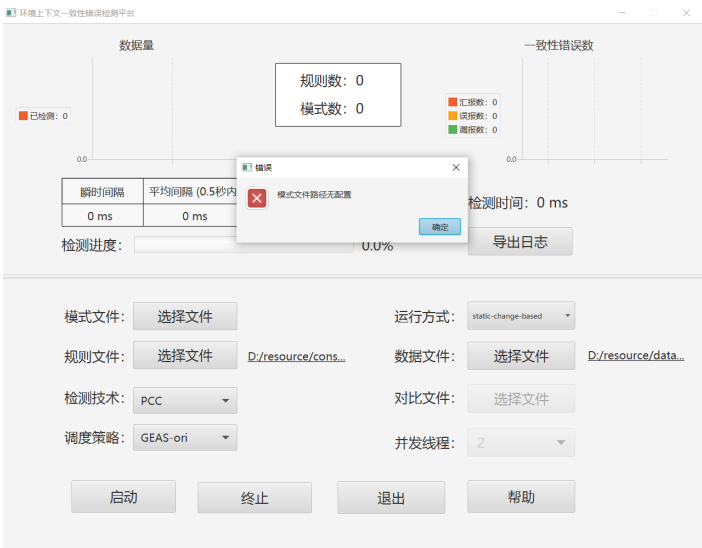 环境上下文一致性错误检测平台
数据量
一致性错误数
规则数：0
模式数：0
已检测：0
汇报数：0
误报数：0
漏报数：0
0.0
0.0
错误
模式文件路径无配置
确定
瞬时间隔
平均间隔 (0.5秒内
0 ms
0 ms
检测时间：0 ms
检测进度：
0.0%
导出日志
模式文件：
选择文件
运行方式：
static-change-based
规则文件：
选择文件
D:/resource/cons...
数据文件：
选择文件
D:/resource/data...
检测技术：
PCC
对比文件：
选择文件
调度策略：
GEAS-ori
并发线程：
2
启动
终止
退出
帮助